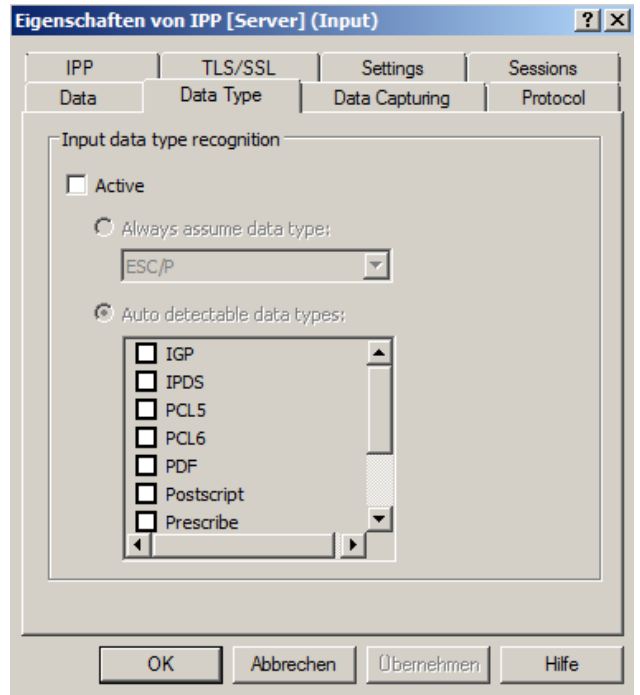 Eigenschaften von IPP [Server] (Input)
IPP TLS/SSL Settings Sessions
Data Data Type Data Capturing Protocol
Input data type recognition
Active
Always assume data type:
ESC/P
Auto detectable data types:
IGP
IPDS
PCL5
PCL6
PDF
Postscript
Prescribe
OK Abbrechen Übernehmen Hilfe